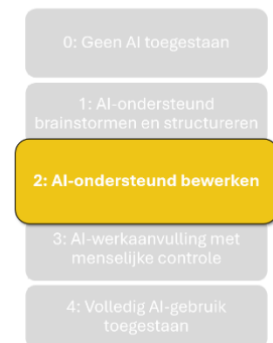 0: Geen AI toegestaan
1: AI-ondersteund
brainstormen en structureren
2: AI-ondersteund bewerken
3: AI-werkaanvulling met
menselijke controle
4: Volledig AI-gebruik
toegestaan